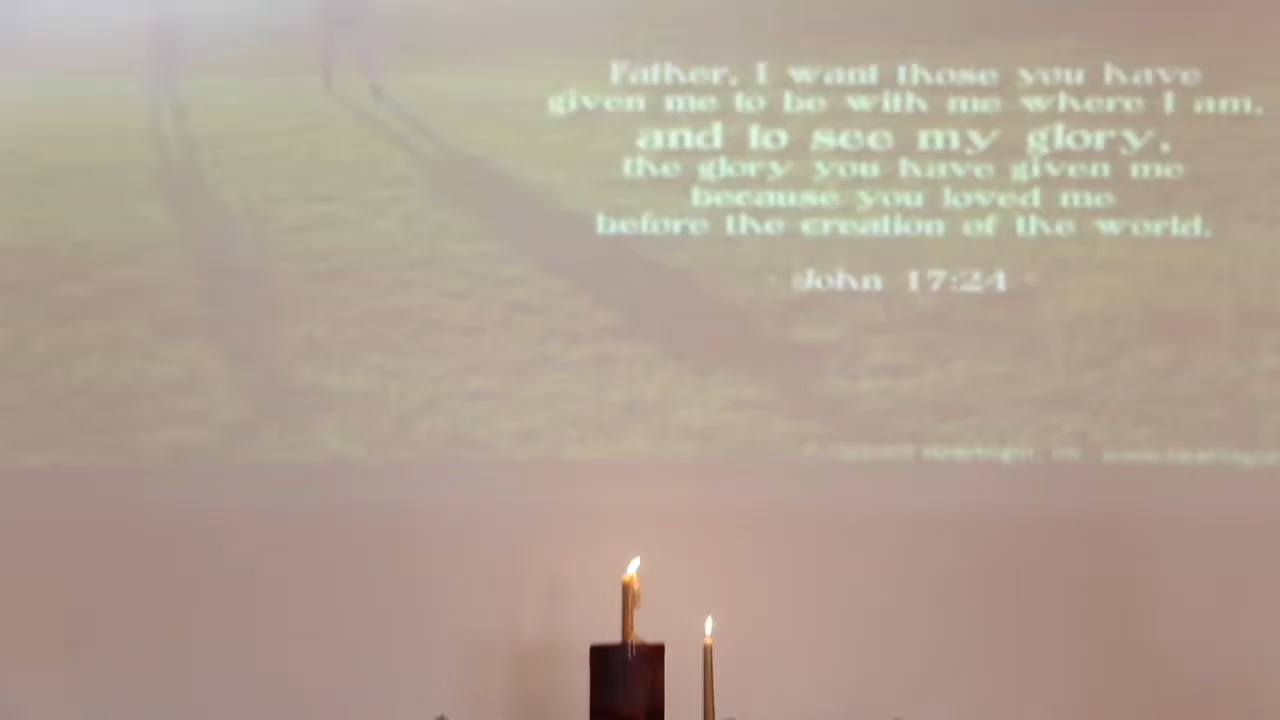 Father, I want those you have
given me to be with me where I am,
and to see my glory,
the glory you have given me
because you loved me
before the creation of the world.
John 17:24